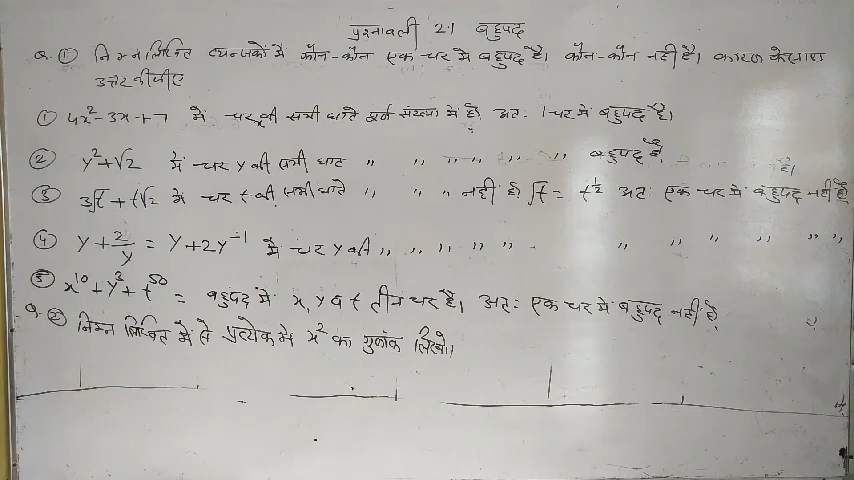 प्रश्नावली 2.1 बहुपद
Q. ① निम्नलिखित व्यन्जकों में कौन-कौन एक चर में बहुपद है। कौन-कौन नहीं है। कारण के साथ
उत्तर दीजीए
① 4x²-3x+7 में चर x की सभी घाते पूर्ण संख्या में है, अतः 1 चर में बहुपद है।
② y²+√2 में चर y की सभी घात " " " " " " बहुपद है
③ 3√t + t√2 में चर t की सभी घाते " " " नहीं है। √t = t^½ अतः एक चर में बहुपद नहीं है
④ y + 2/y = y+2y⁻¹ में चर y की " " " " " " " " " "
⑤ x¹⁰+y³+t⁵⁰ = बहुपद में x, y व t तीन चर है। अतः एक चर में बहुपद नहीं है
Q. ② निम्न लिखित में से प्रत्येक में x² का गुणांक लिखो।